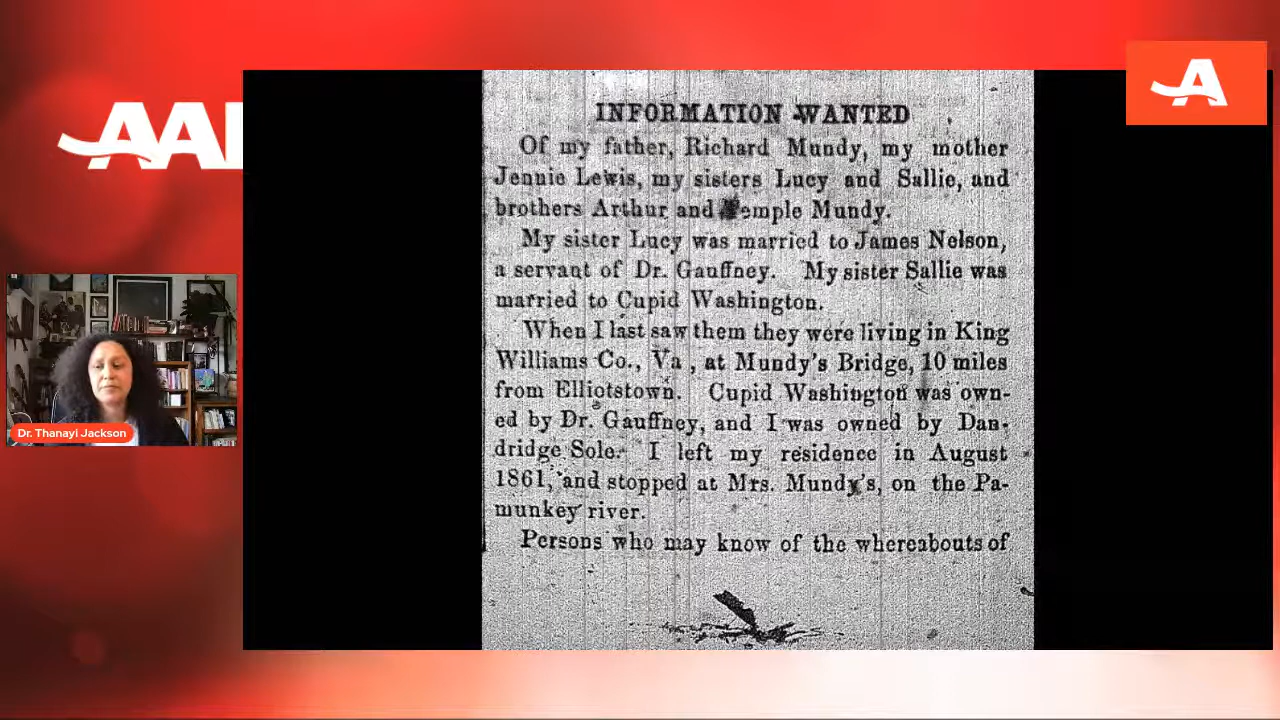 AA
A
INFORMATION WANTED
Of my father, Richard Mundy, my mother
Jennie Lewis, my sisters Lucy and Sallie, and
brothers Arthur and emple Mundy.
My sister Lucy was married to James Nelson,
a servant of Dr. Gauffney. My sister Sallie was
married to Cupid Washington.
When I last saw them they were living in King
Williams Co., Va, at Mundy's Bridge, 10 miles
from Elliotstown. Cupid Washington was own-
ed by Dr. Gauffney, and I was owned by Dan-
dridge Sole. I left my residence in August
1861, and stopped at Mrs. Mundy's, on the Pa-
munkey river.
Persons who may know of the whereabouts of
Dr. Thanayi Jackson